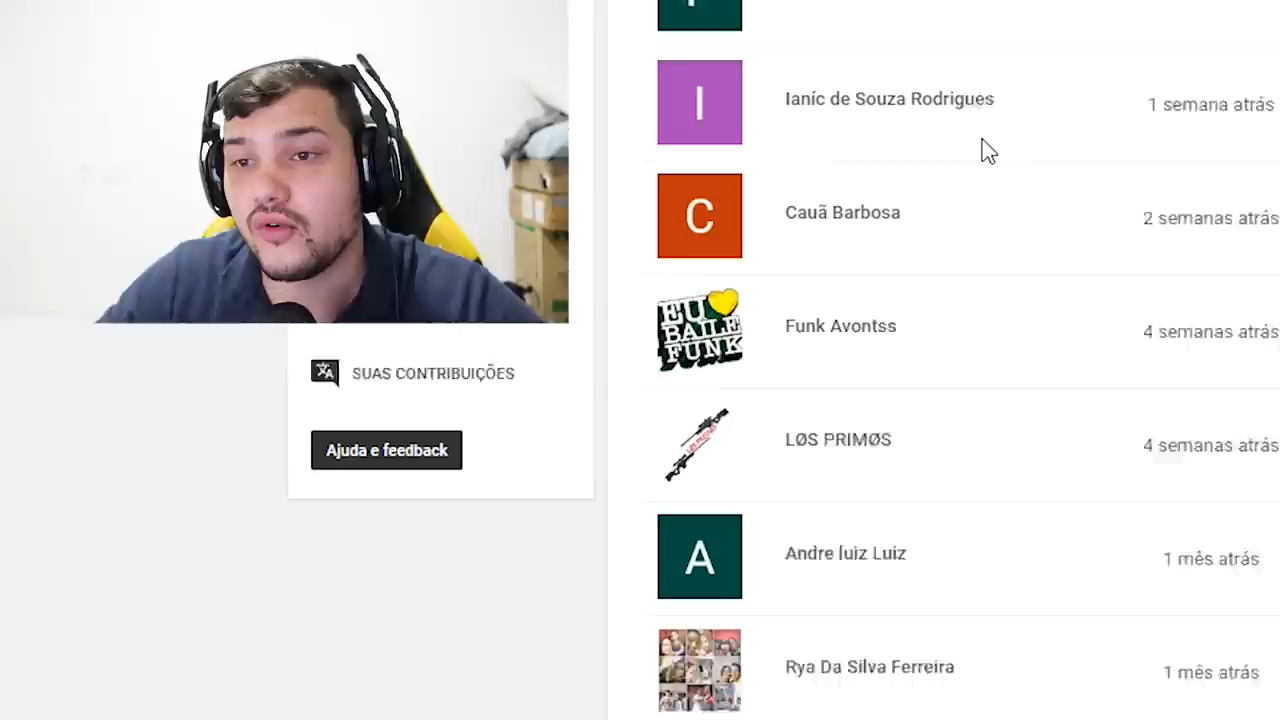 I
Ianíc de Souza Rodrigues
1 semana atrás
C
Cauã Barbosa
2 semanas atrás
EU
BAILE
FUNK
Funk Avontss
4 semanas atrás
SUAS CONTRIBUIÇÕES
LØS PRIMØS
4 semanas atrás
Ajuda e feedback
A
Andre luiz Luiz
1 mês atrás
Rya Da Silva Ferreira
1 mês atrás